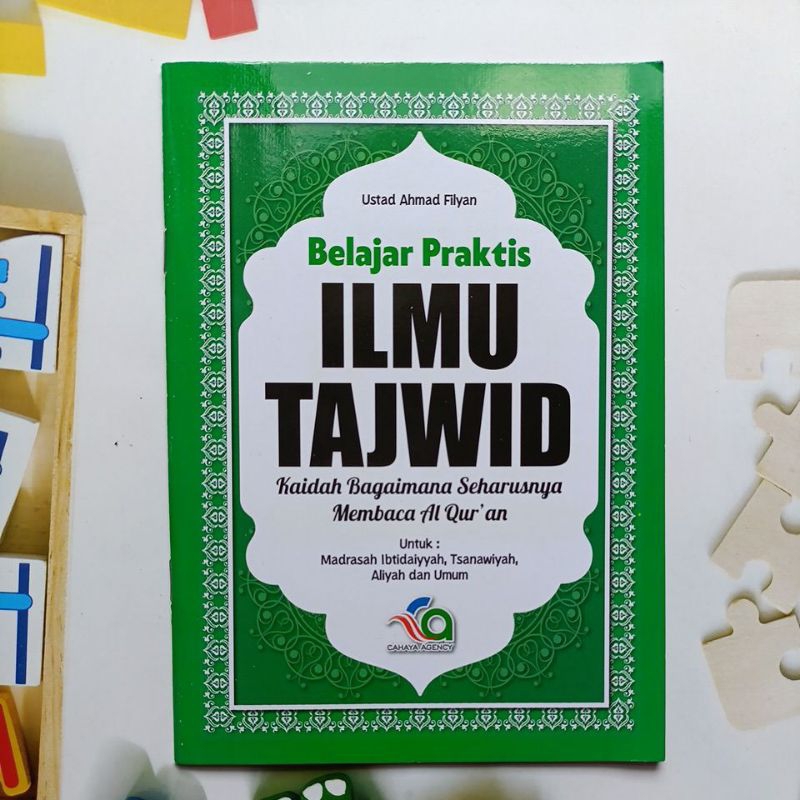 Ustad Ahmad Filyan
Belajar Praktis
ILMU
TAJWID
Kaidah Bagaimana Seharusnya
Membaca Al Qur'an
Untuk :
Madrasah Ibtidaiyyah, Tsanawiyah,
Aliyah dan Umum
CAHAYA AGENCY